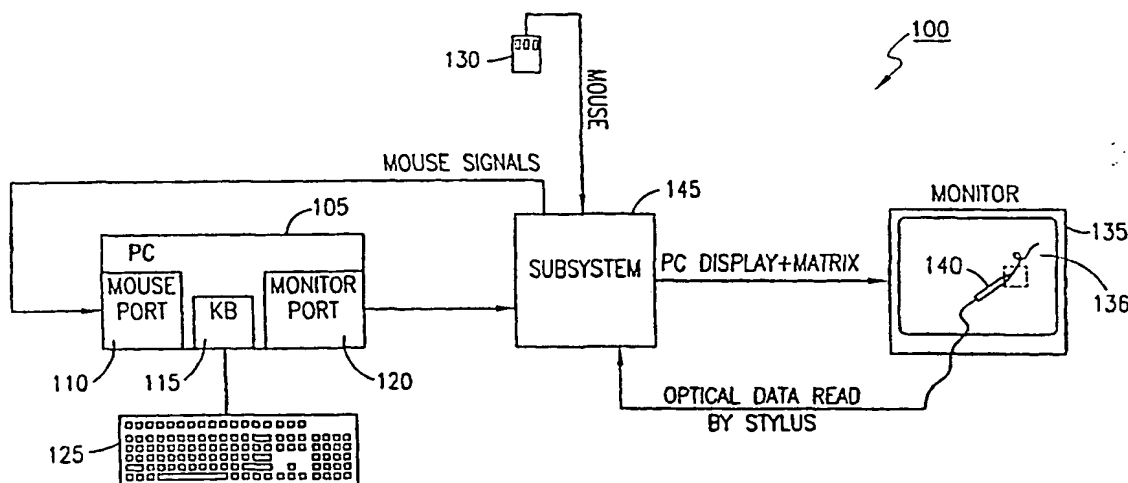 100
130
MOUSE
MOUSE SIGNALS
105
145
MONITOR
PC
135
MOUSE PORT
KB
MONITOR PORT
SUBSYSTEM
PC DISPLAY+MATRIX
140
136
110
115
120
OPTICAL DATA READ
BY STYLUS
125